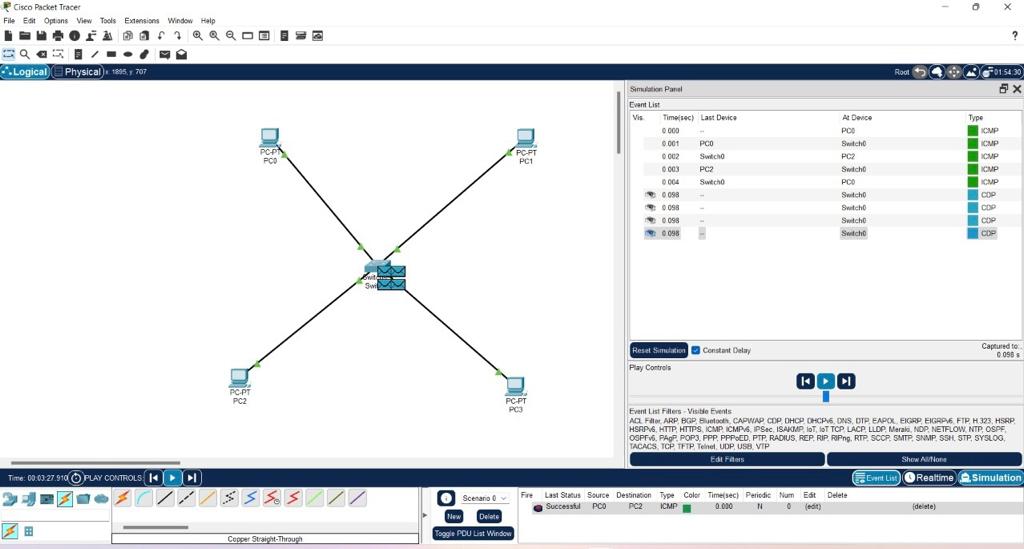 Cisco Packet Tracer
File Edit Options View Tools Extensions Window Help
?
Logical Physical x: 1895, y: 707 Root 01:54:30
PC-PT
PC0
PC-PT
PC1
PC-PT
PC2
PC-PT
PC3
Simulation Panel
Event List
Vis. Time(sec) Last Device At Device Type
0.000 -- PC0 ICMP
0.001 PC0 Switch0 ICMP
0.002 Switch0 PC2 ICMP
0.003 PC2 Switch0 ICMP
0.004 Switch0 PC0 ICMP
0.098 -- Switch0 CDP
0.098 -- Switch0 CDP
0.098 -- Switch0 CDP
0.098 -- Switch0 CDP
Reset Simulation Constant Delay Captured to:
0.098 s
Play Controls
Event List Filters - Visible Events
ACL Filter, ARP, BGP, Bluetooth, CAPWAP, CDP, DHCP, DHCPv6, DNS, DTP, EAPOL, EIGRP, EIGRPv6, FTP, H.323, HSRP,
HSRPv6, HTTP, HTTPS, ICMP, ICMPv6, IPSec, ISAKMP, IoT, IoT TCP, LACP, LLDP, Meraki, NDP, NETFLOW, NTP, OSPF,
OSPFv6, PAgP, POP3, PPP, PPPoED, PTP, RADIUS, REP, RIP, RIPng, RTP, SCCP, SMTP, SNMP, SSH, STP, SYSLOG,
TACACS, TCP, TFTP, Telnet, UDP, USB, VTP
Edit Filters Show All/None
Time: 00:03:27.910 PLAY CONTROLS: Event List Realtime Simulation
Scenario 0
New Delete
Toggle PDU List Window
Fire Last Status Source Destination Type Color Time(sec) Periodic Num Edit Delete
Successful PC0 PC2 ICMP 0.000 N 0 (edit) (delete)
Copper Straight-Through